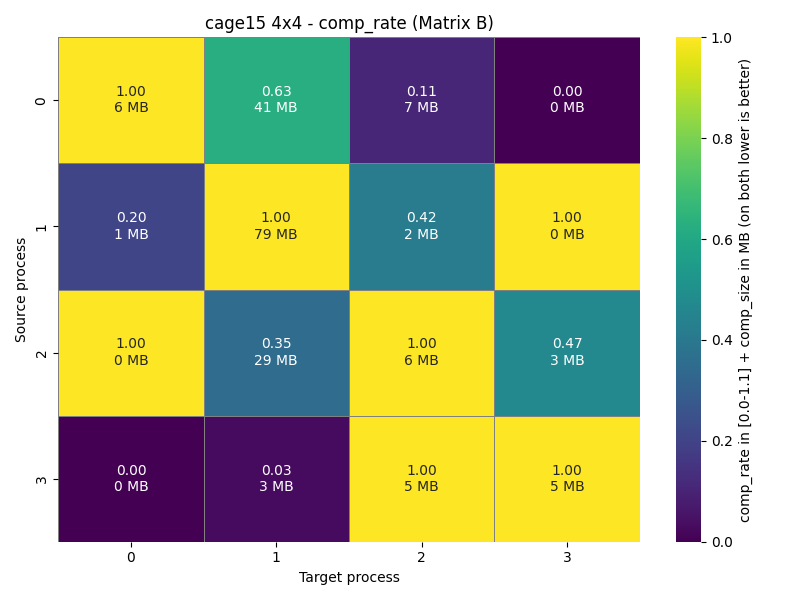 cage15 4x4 - comp_rate (Matrix B)
1.00
6 MB
0.63
41 MB
0.11
7 MB
0.00
0 MB
0.20
1 MB
1.00
79 MB
0.42
2 MB
1.00
0 MB
1.00
0 MB
0.35
29 MB
1.00
6 MB
0.47
3 MB
0.00
0 MB
0.03
3 MB
1.00
5 MB
1.00
5 MB
0
1
2
3
Source process
0
1
2
3
Target process
1.0
0.8
0.6
0.4
0.2
0.0
comp_rate in [0.0-1.1] + comp_size in MB (on both lower is better)